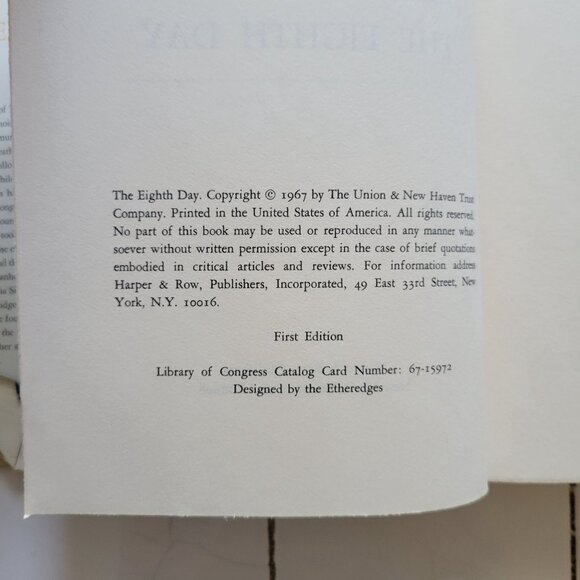 THE EIGHTH DAY
The Eighth Day. Copyright © 1967 by The Union & New Haven Trust
Company. Printed in the United States of America. All rights reserved.
No part of this book may be used or reproduced in any manner what-
soever without written permission except in the case of brief quotations
embodied in critical articles and reviews. For information address
Harper & Row, Publishers, Incorporated, 49 East 33rd Street, New
York, N.Y. 10016.
First Edition
Library of Congress Catalog Card Number: 67-15972
Designed by the Etheredges